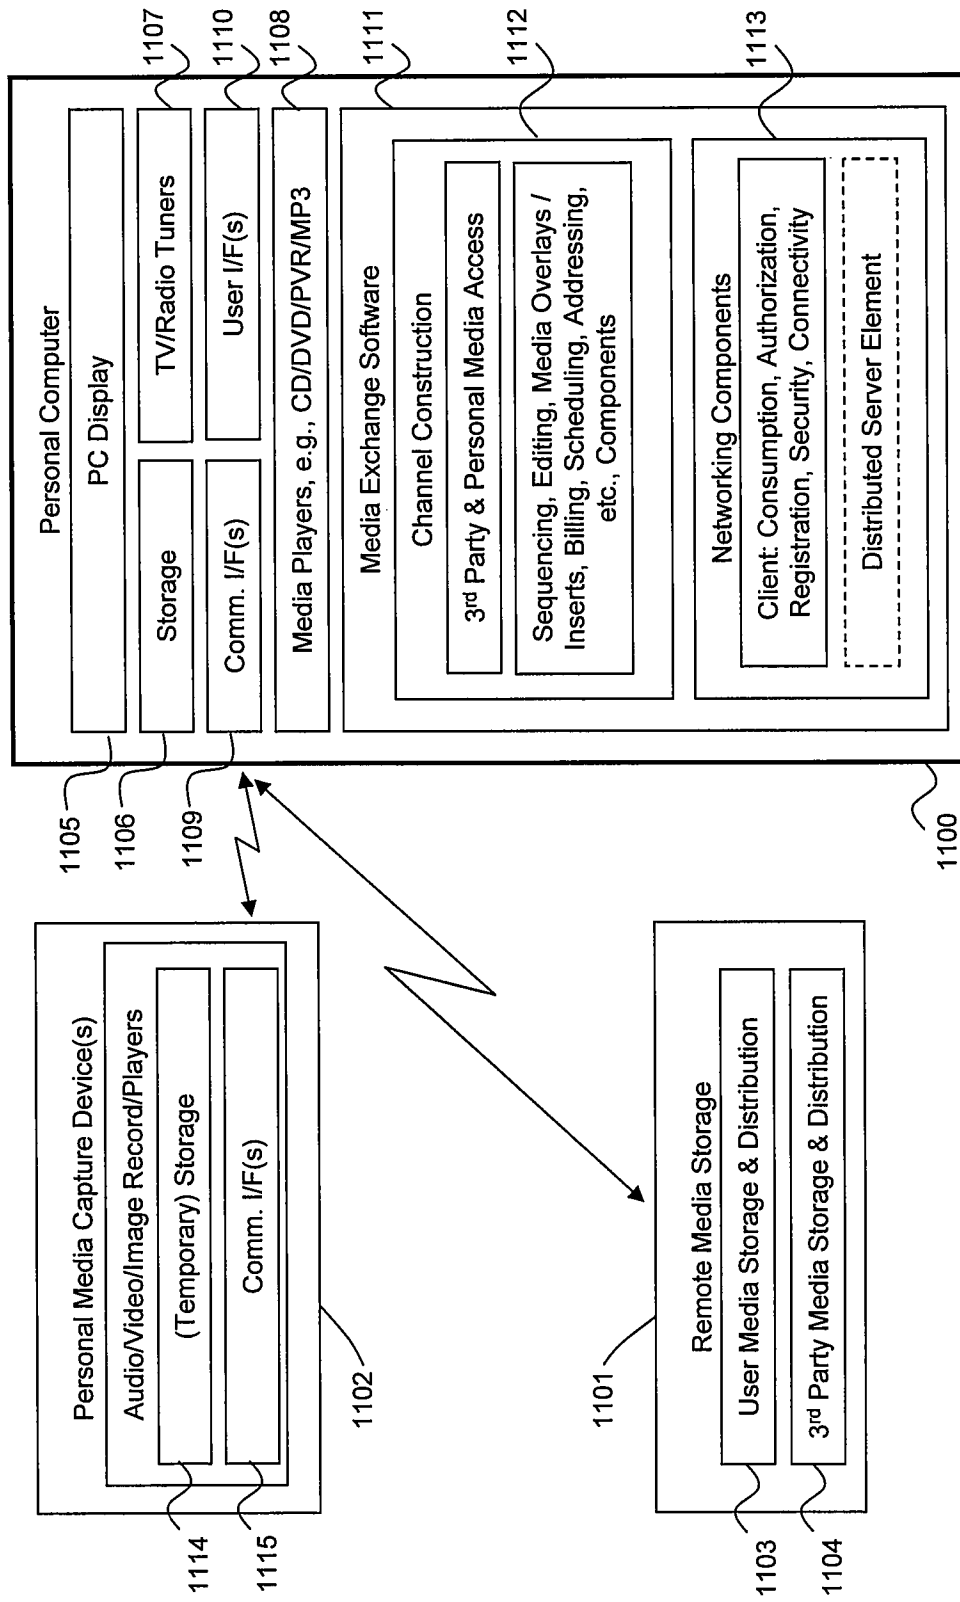 Personal Media Capture Device(s)
Audio/Video/Image Record/Players
(Temporary) Storage
Comm. I/F(s)
1114
1115
1102
1101
Remote Media Storage
User Media Storage & Distribution
3rd Party Media Storage & Distribution
1103
1104
Personal Computer
PC Display
Storage
TV/Radio Tuners
Comm. I/F(s)
User I/F(s)
Media Players, e.g., CD/DVD/PVR/MP3
Media Exchange Software
Channel Construction
3rd Party & Personal Media Access
Sequencing, Editing, Media Overlays /
Inserts, Billing, Scheduling, Addressing,
etc., Components
Networking Components
Client: Consumption, Authorization,
Registration, Security, Connectivity
Distributed Server Element
1105
1106
1109
1100
1107
1110
1108
1111
1112
1113